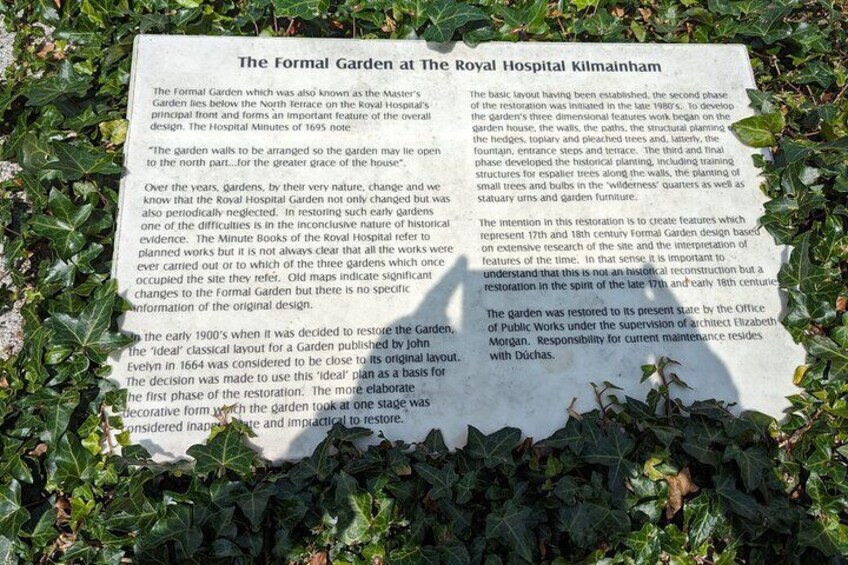 The Formal Garden at The Royal Hospital Kilmainham
The Formal Garden which was also known as the Master's
Garden lies below the North Terrace on the Royal Hospital's
principal front and forms an important feature of the overall
design. The Hospital Minutes of 1695 note
"The garden walls to be arranged so the garden may lie open
to the north part...for the greater grace of the house".
Over the years, gardens, by their very nature, change and we
know that the Royal Hospital Garden not only changed but was
also periodically neglected. In restoring such early gardens
one of the difficulties is in the inconclusive nature of historical
evidence. The Minute Books of the Royal Hospital refer to
planned works but it is not always clear that all the works were
ever carried out or to which of the three gardens which once
occupied the site they refer. Old maps indicate significant
changes to the Formal Garden but there is no specific
information of the original design.
In the early 1900's when it was decided to restore the Garden,
the 'ideal' classical layout for a Garden published by John
Evelyn in 1664 was considered to be close to its original layout.
The decision was made to use this 'ideal' plan as a basis for
the first phase of the restoration. The more elaborate
decorative form which the garden took at one stage was
considered and impractical to restore.
The basic layout having been established, the second phase
of the restoration was initiated in the late 1980's. To develop
the garden's three dimensional features work began on the
garden house, the walls, the paths, the structural planting
the hedges, topiary and pleached trees and, latterly, the
fountain, entrance steps and terrace. The third and final
phase developed the historical planting, including training
structures for espalier trees along the walls, the planting of
small trees and bulbs in the 'wilderness' quarters as well as
statuary urns and garden furniture.
The intention in this restoration is to create features which
represent 17th and 18th century Formal Garden design based
on extensive research of the site and the interpretation of
features of the time. In that sense it is important to
understand that this is not an historical reconstruction but a
restoration in the spirit of the late 17th and early 18th centuries
The garden was restored to its present state by the Office
of Public Works under the supervision of architect Elizabeth
Morgan. Responsibility for current maintenance resides
with Dúchas.